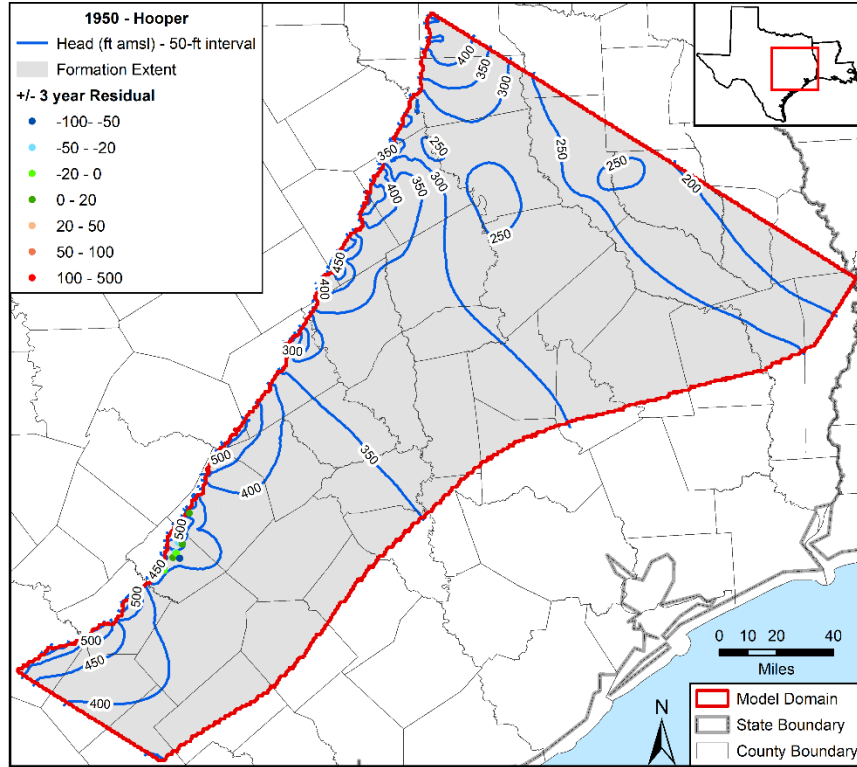 1950 - Hooper
Head (ft amsl) - 50-ft interval
Formation Extent
+/- 3 year Residual
-100- -50
-50 - -20
-20 - 0
0 - 20
20 - 50
50 - 100
100 - 500
400
350
300
250
350
250
300
350
400
250
200
250
450
400
300
500
400
350
500
450
500
500
450
400
0 10 20 40
Miles
N
Model Domain
State Boundary
County Boundary